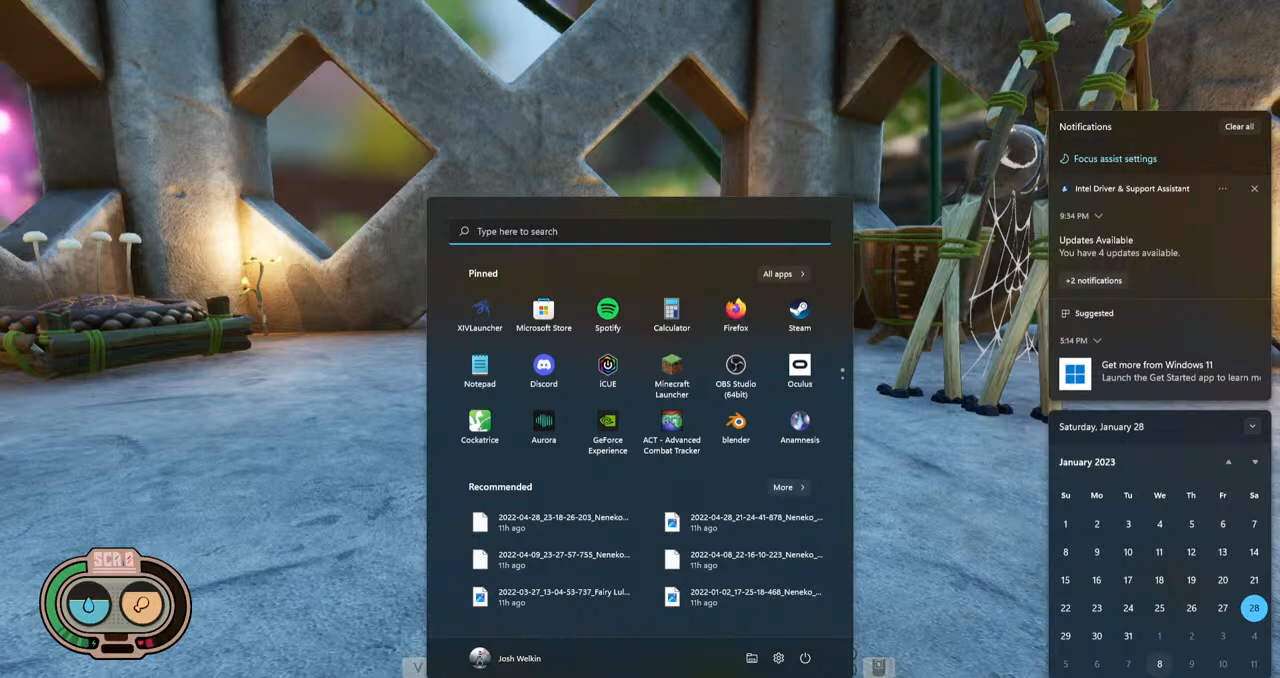 Type here to search
Pinned
All apps
XIVLauncher
Microsoft Store
Spotify
Calculator
Firefox
Steam
Notepad
Discord
iCUE
Minecraft
Launcher
OBS Studio
(64bit)
Oculus
Cockatrice
Aurora
GeForce
Experience
ACT - Advanced
Combat Tracker
blender
Anamnesis
Recommended
More
2022-04-28_23-18-26-203_Neneko...
11h ago
2022-04-28_21-24-41-878_Neneko_...
11h ago
2022-04-09_23-27-57-755_Neneko...
11h ago
2022-04-08_22-16-10-223_Neneko_...
11h ago
2022-03-27_13-04-53-737_Fairy Lul...
11h ago
2022-01-02_17-25-18-468_Neneko_...
11h ago
Josh Welkin
V
SCAB
Notifications
Clear all
Focus assist settings
Intel Driver & Support Assistant
9:34 PM
Updates Available
You have 4 updates available.
+2 notifications
Suggested
5:14 PM
Get more from Windows 11
Launch the Get Started app to learn m
Saturday, January 28
January 2023
Su Mo Tu We Th Fr Sa
1 2 3 4 5 6 7
8 9 10 11 12 13 14
15 16 17 18 19 20 21
22 23 24 25 26 27 28
29 30 31 1 2 3 4
5 6 7 8 9 10 11